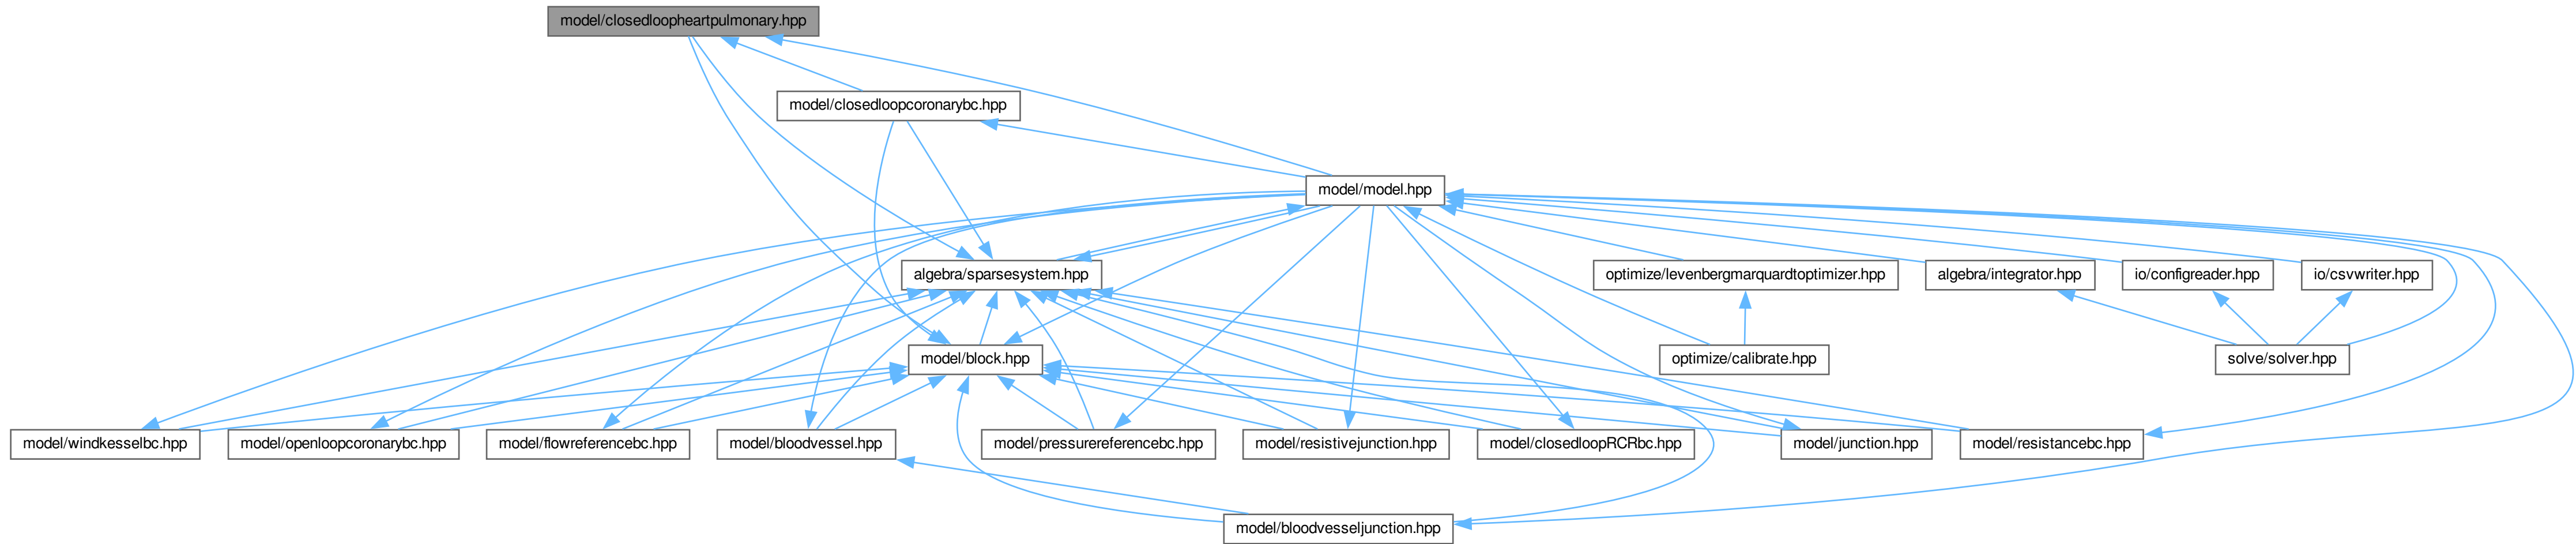 model/closedloopheartpulmonary.hpp
model/closedloopcoronarybc.hpp
model/model.hpp
algebra/sparsesystem.hpp
optimize/levenbergmarquardtoptimizer.hpp
algebra/integrator.hpp
io/configreader.hpp
io/csvwriter.hpp
model/block.hpp
optimize/calibrate.hpp
solve/solver.hpp
model/windkesselbc.hpp
model/openloopcoronarybc.hpp
model/flowreferencebc.hpp
model/bloodvessel.hpp
model/pressurereferencebc.hpp
model/resistivejunction.hpp
model/closedloopRCRbc.hpp
model/junction.hpp
model/resistancebc.hpp
model/bloodvesseljunction.hpp